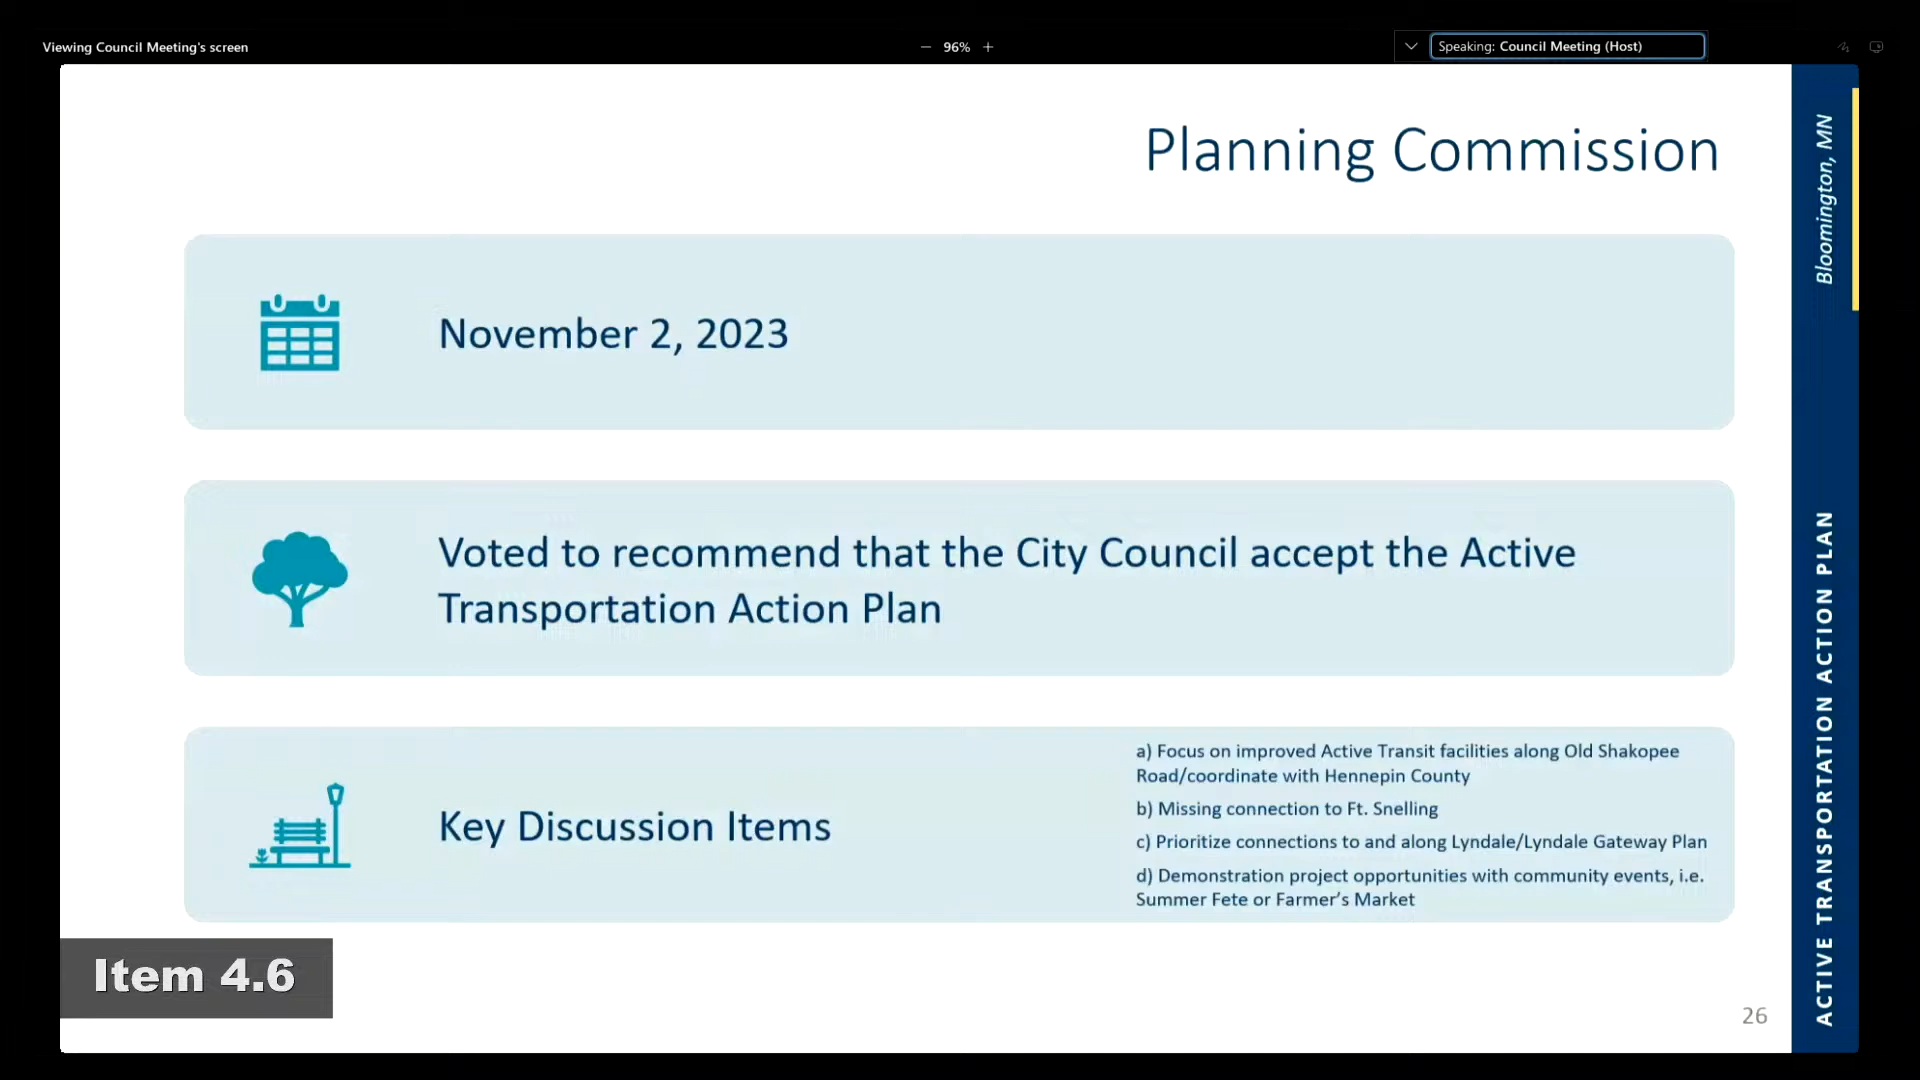 Viewing Council Meeting's screen
96%
Speaking: Council Meeting (Host)
Planning Commission
November 2, 2023
Voted to recommend that the City Council accept the Active
Transportation Action Plan
Key Discussion Items
a) Focus on improved Active Transit facilities along Old Shakopee
Road/coordinate with Hennepin County
b) Missing connection to Ft. Snelling
c) Prioritize connections to and along Lyndale/Lyndale Gateway Plan
d) Demonstration project opportunities with community events, i.e.
Summer Fete or Farmer’s Market
Item 4.6
26
Bloomington, MN
ACTIVE TRANSPORTATION ACTION PLAN